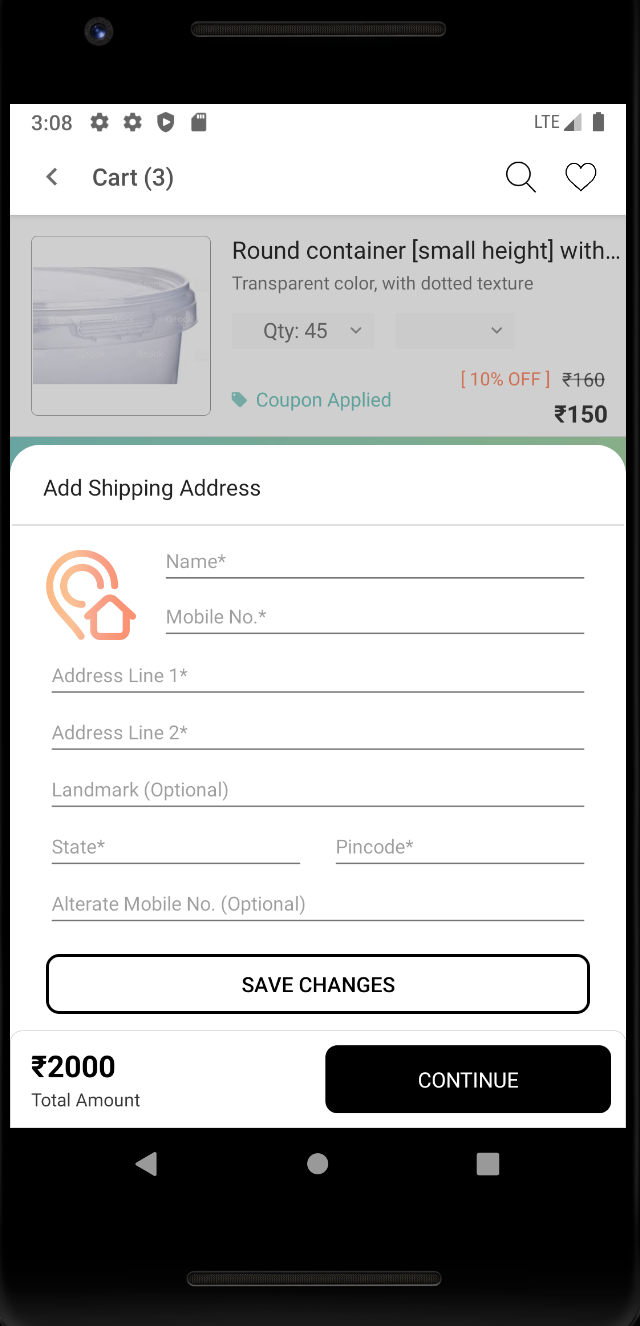 3:08 LTE
Cart (3)
Round container [small height] with...
Transparent color, with dotted texture
Qty: 45
[ 10% OFF ] ₹160
Coupon Applied
₹150
Add Shipping Address
Name*
Mobile No.*
Address Line 1*
Address Line 2*
Landmark (Optional)
State* Pincode*
Alterate Mobile No. (Optional)
SAVE CHANGES
₹2000
Total Amount
CONTINUE